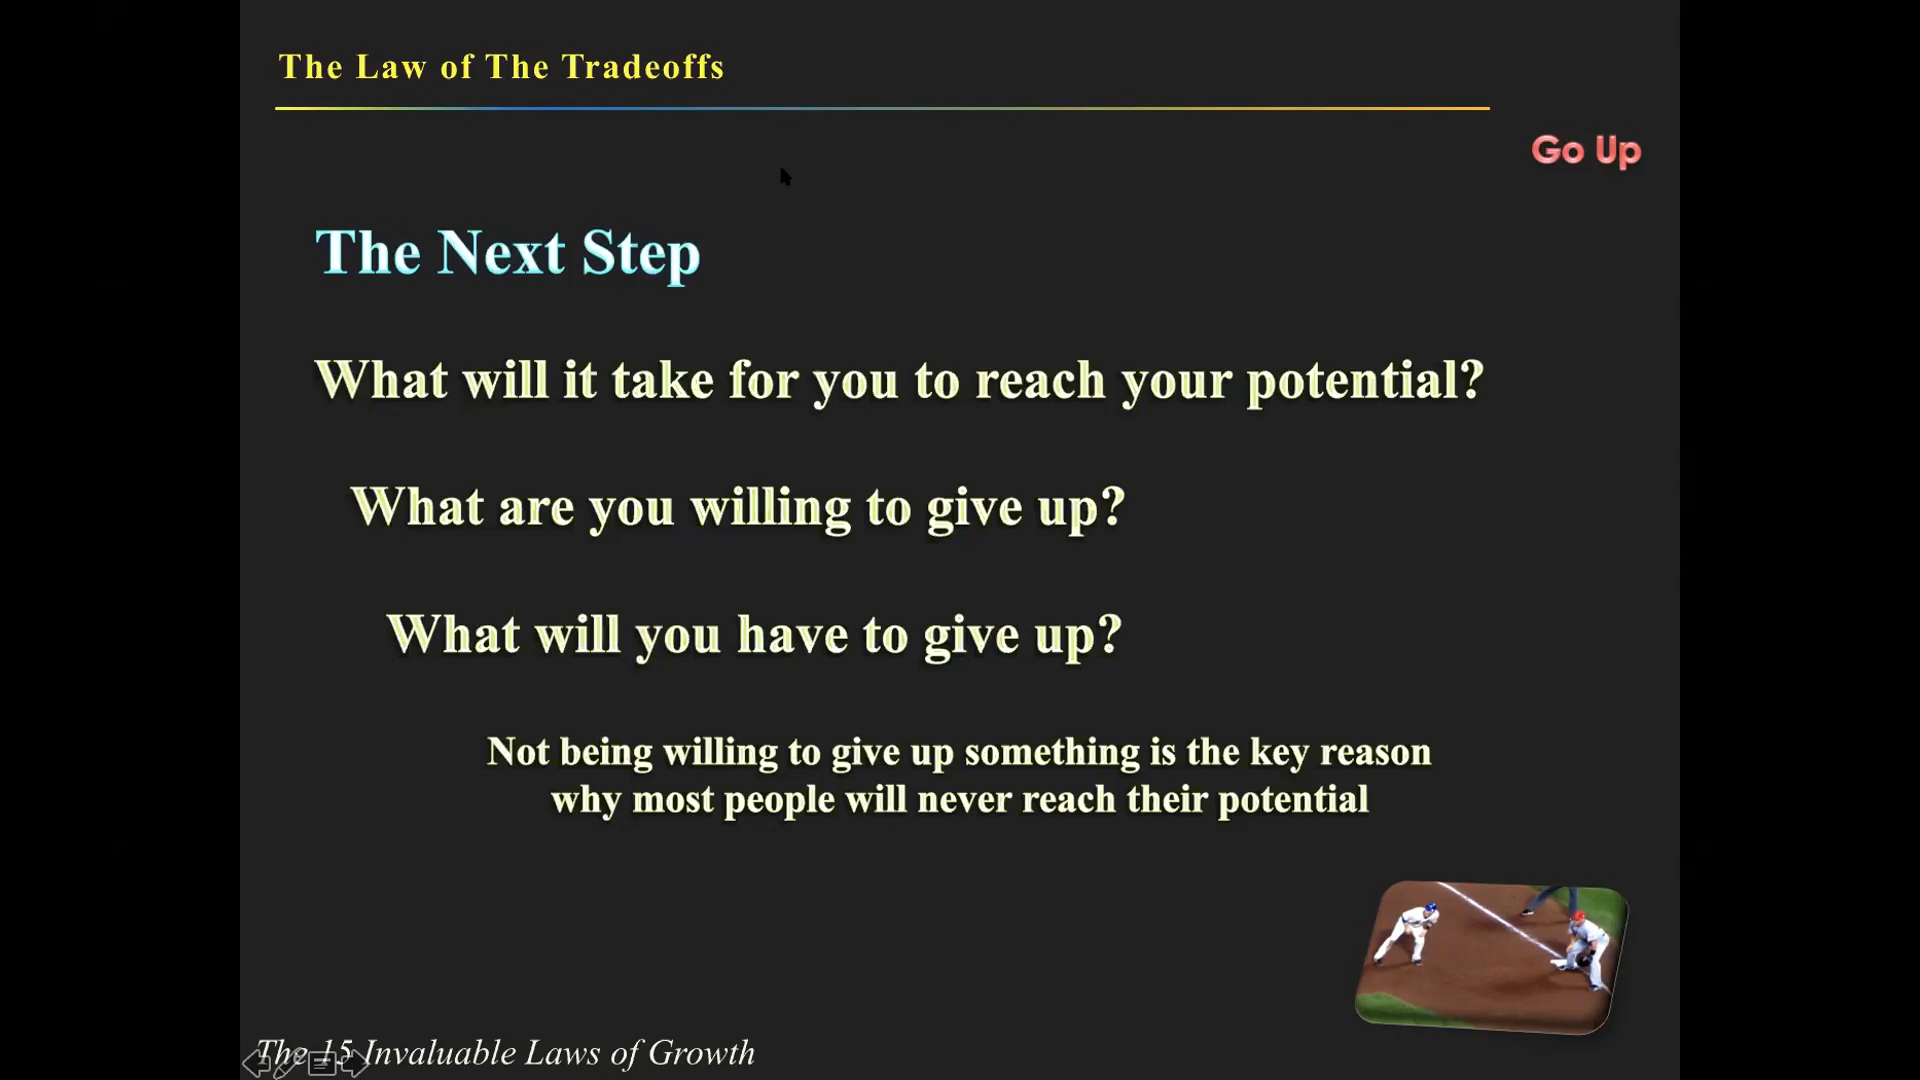 The Law of The Tradeoffs
Go Up
The Next Step
What will it take for you to reach your potential?
What are you willing to give up?
What will you have to give up?
Not being willing to give up something is the key reason
why most people will never reach their potential
The 15 Invaluable Laws of Growth